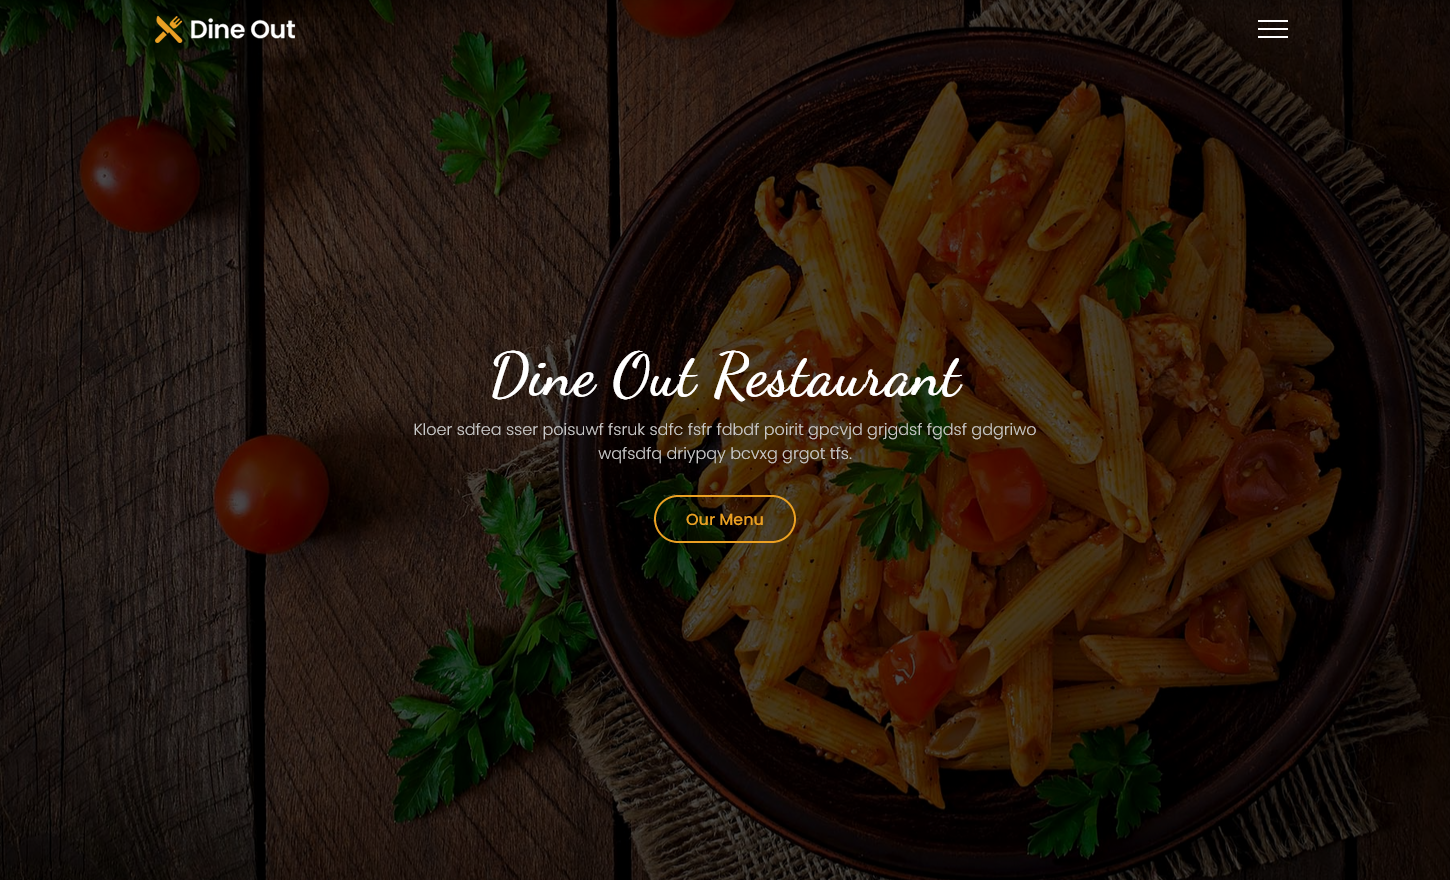 Dine Out
Dine Out Restaurant
Kloer sdfea sser poisuwf fsruk sdfc fsfr fdbdf poirit gpcvjd grjgdsf fgdsf gdgriwo
wqfsdfq driypqy bcvxg grgot tfs.
Our Menu